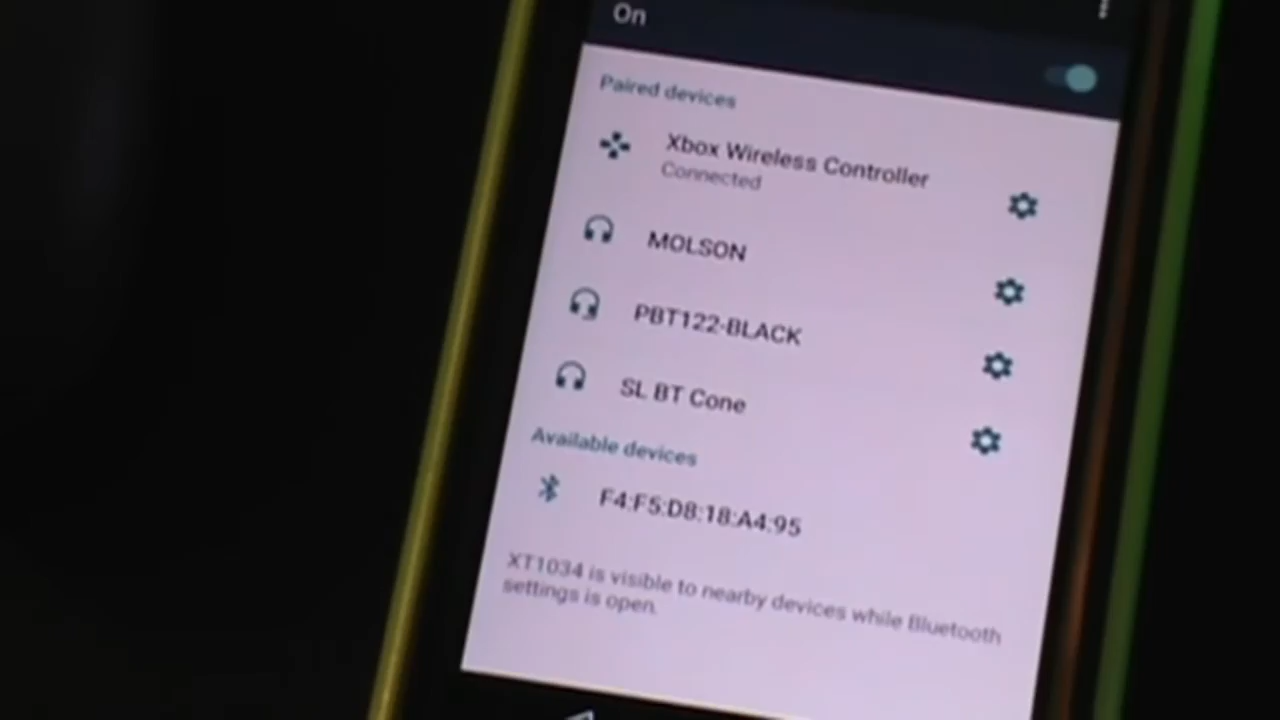 On
Paired devices
Xbox Wireless Controller
Connected
MOLSON
PBT122-BLACK
SL BT Cone
Available devices
F4:F5:D8:18:A4:95
XT1034 is visible to nearby devices while Bluetooth
settings is open.